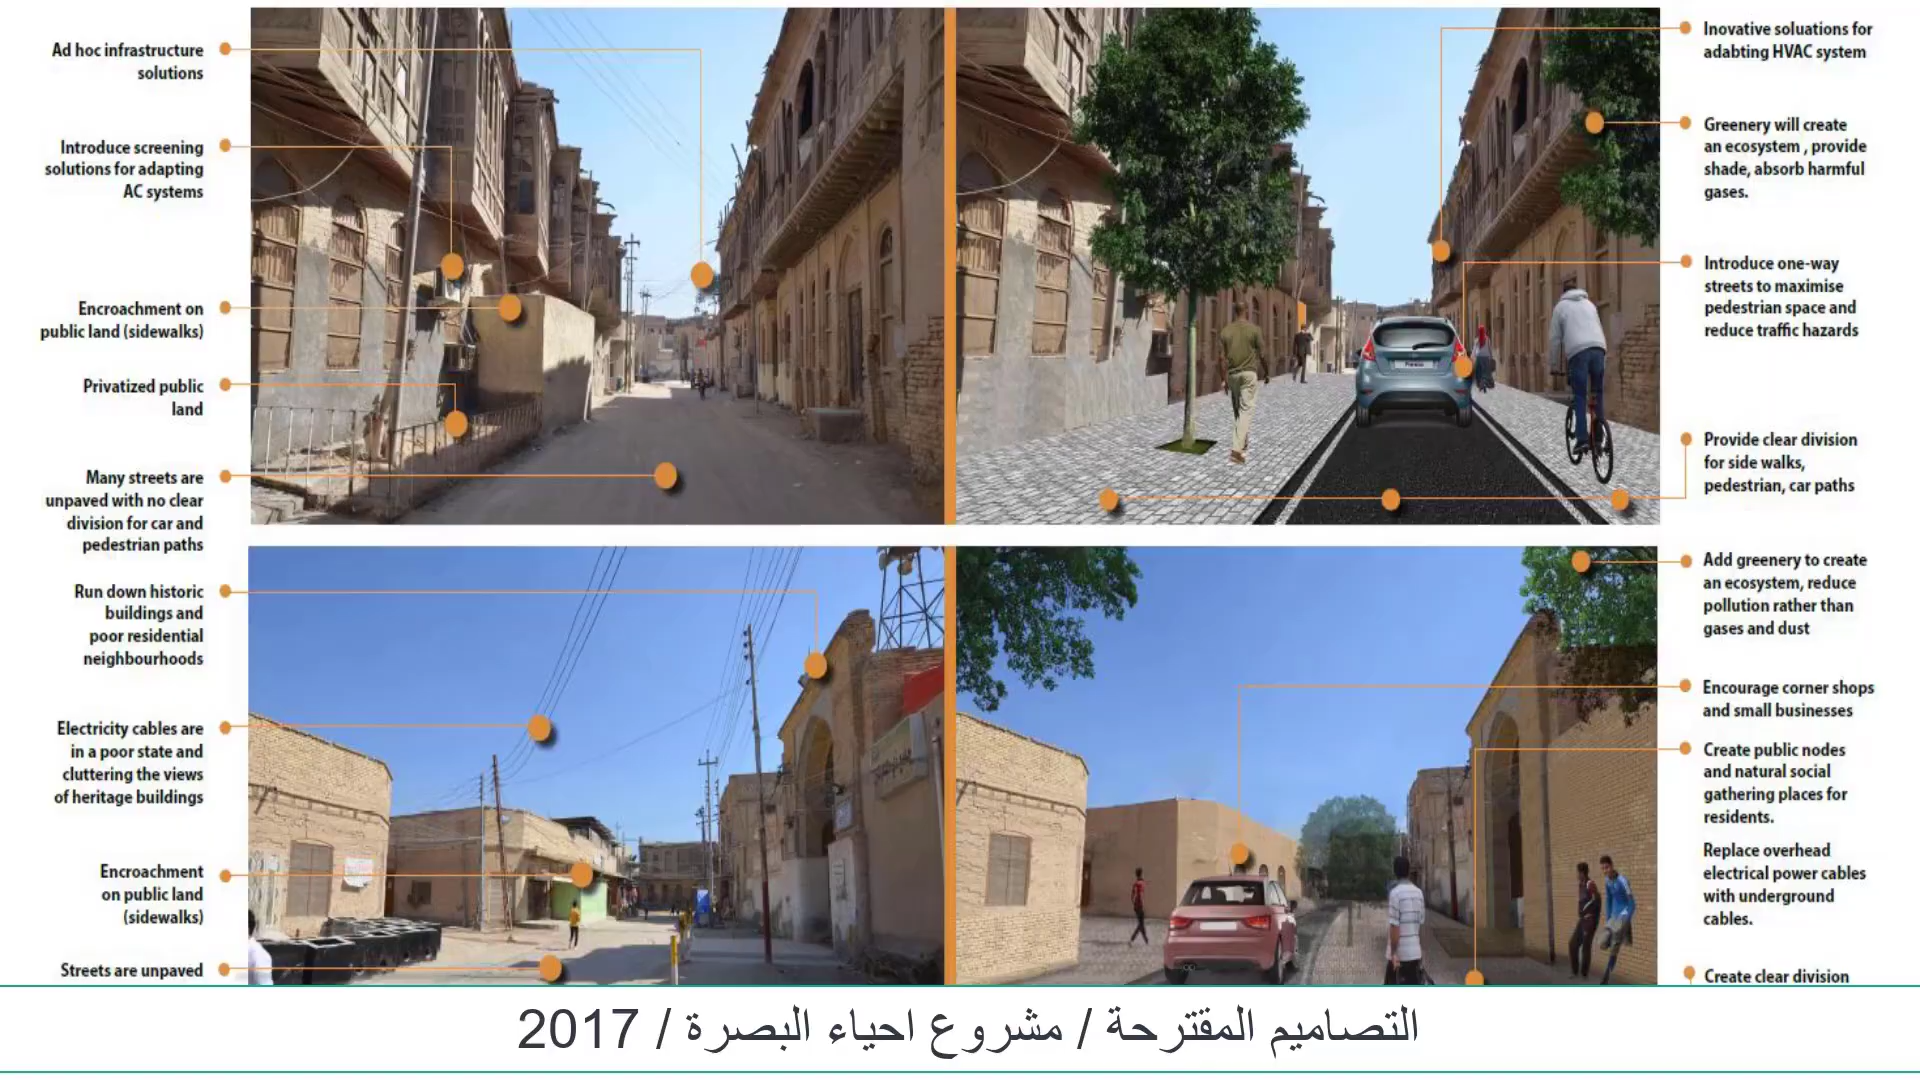 Ad hoc infrastructure
solutions
Introduce screening
solutions for adapting
AC systems
Encroachment on
public land (sidewalks)
Privatized public
land
Many streets are
unpaved with no clear
division for car and
pedestrian paths
Run down historic
buildings and
poor residential
neighbourhoods
Electricity cables are
in a poor state and
cluttering the views
of heritage buildings
Encroachment
on public land
(sidewalks)
Streets are unpaved
Inovative soluations for
adabting HVAC system
Greenery will create
an ecosystem , provide
shade, absorb harmful
gases.
Introduce one-way
streets to maximise
pedestrian space and
reduce traffic hazards
Provide clear division
for side walks,
pedestrian, car paths
Add greenery to create
an ecosystem, reduce
pollution rather than
gases and dust
Encourage corner shops
and small businesses
Create public nodes
and natural social
gathering places for
residents.
Replace overhead
electrical power cables
with underground
cables.
Create clear division
التصاميم المقترحة / مشروع احياء البصرة / 2017